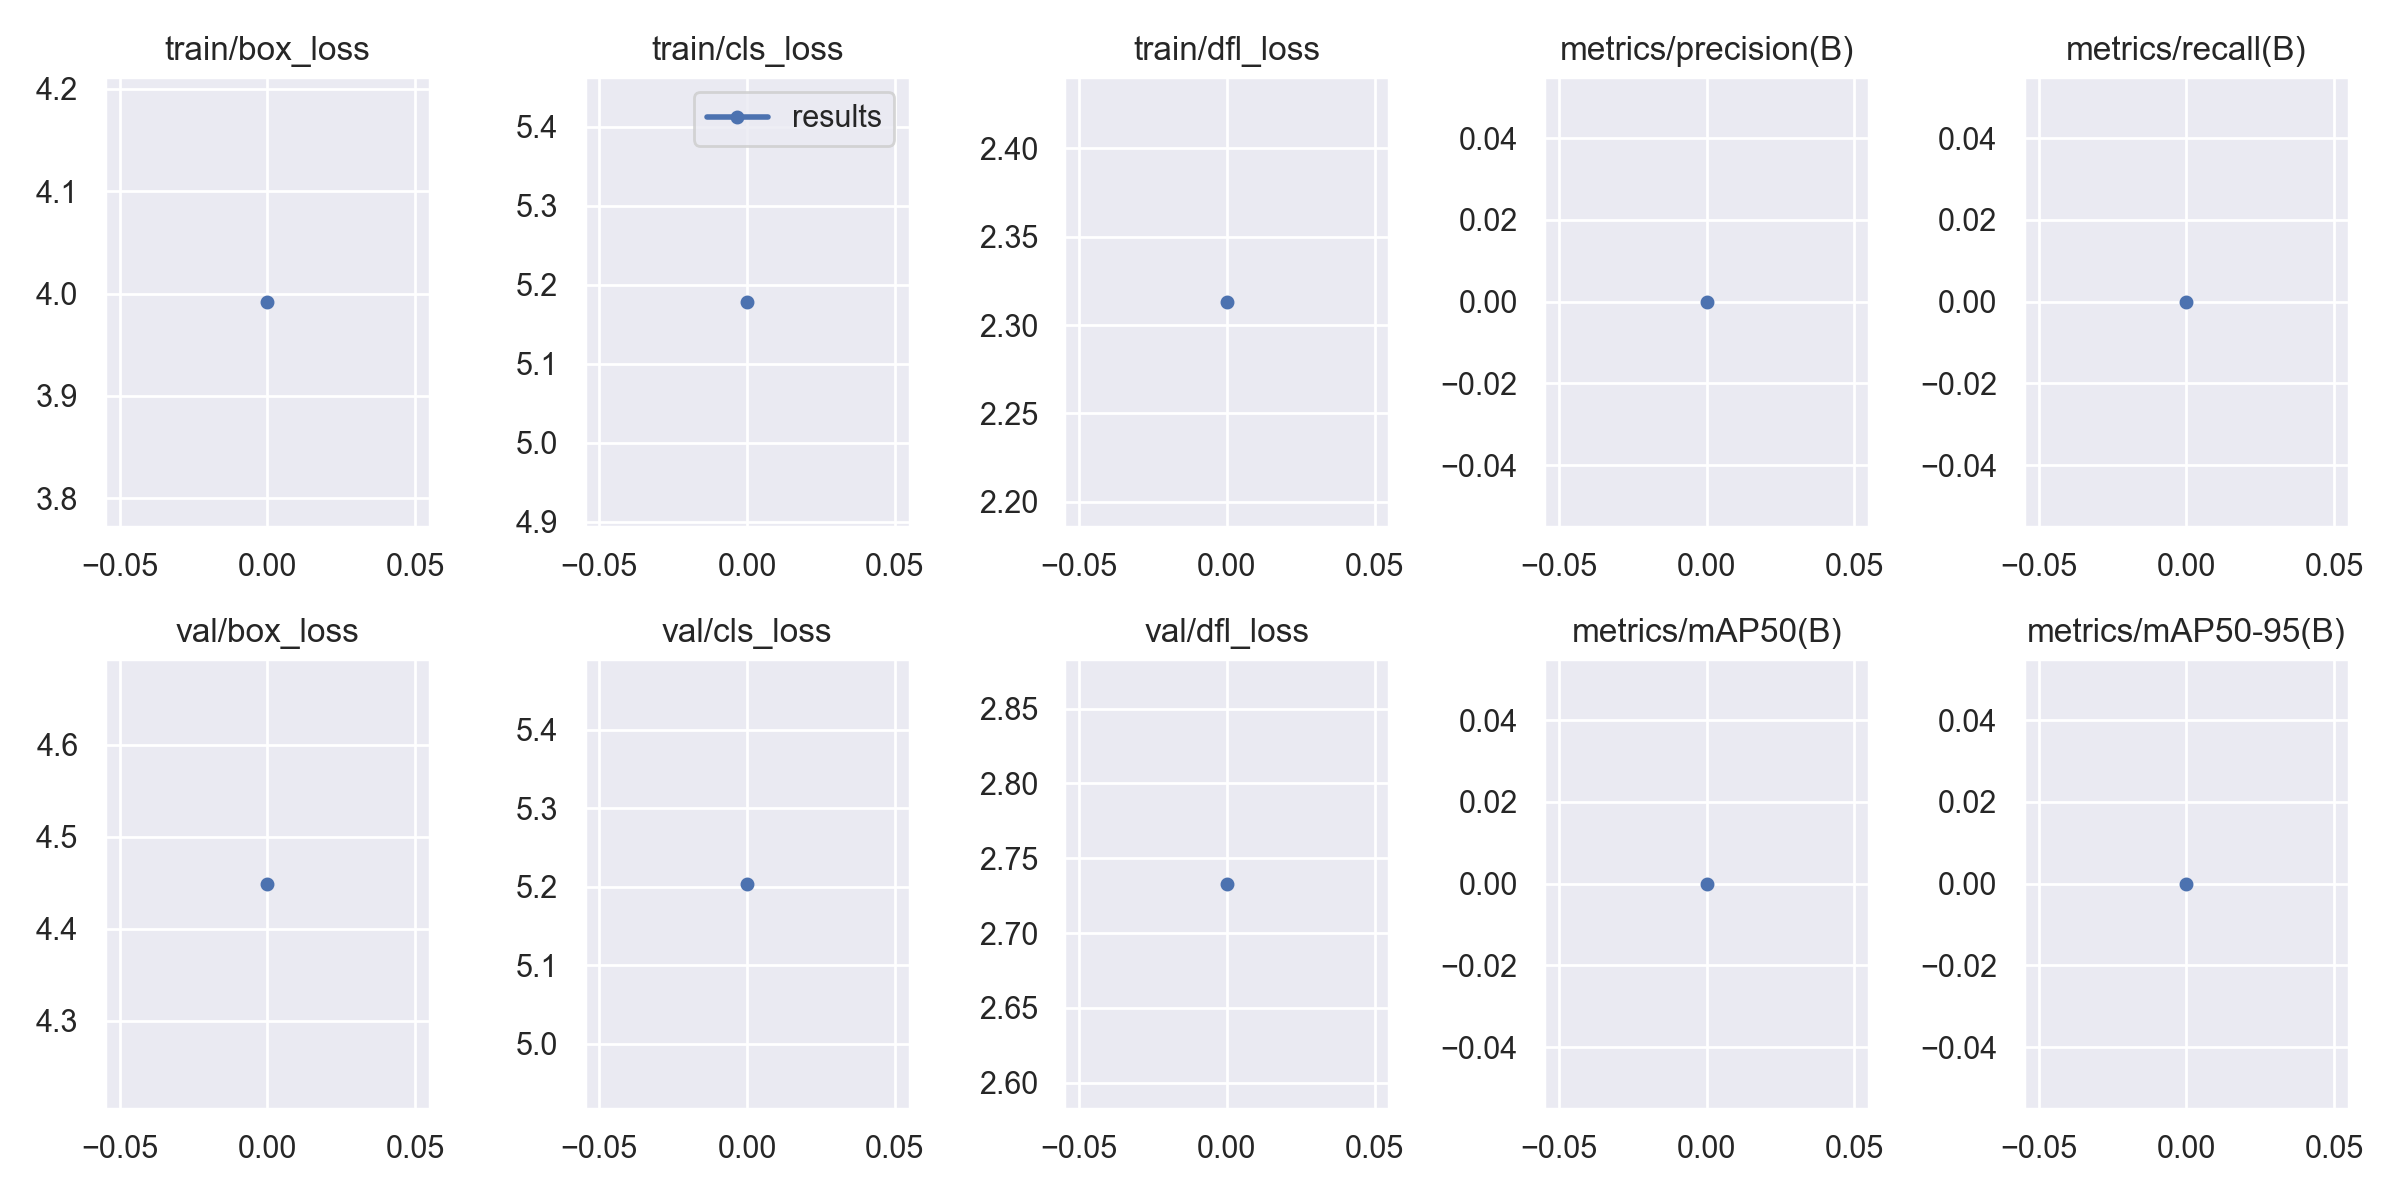 train/box_loss
train/cls_loss
train/dfl_loss
metrics/precision(B)
metrics/recall(B)
4.2
4.1
4.0
3.9
3.8
−0.05 0.00 0.05
results
5.4
5.3
5.2
5.1
5.0
4.9
−0.05 0.00 0.05
2.40
2.35
2.30
2.25
2.20
−0.05 0.00 0.05
0.04
0.02
0.00
−0.02
−0.04
−0.05 0.00 0.05
0.04
0.02
0.00
−0.02
−0.04
−0.05 0.00 0.05
val/box_loss
val/cls_loss
val/dfl_loss
metrics/mAP50(B)
metrics/mAP50-95(B)
4.6
4.5
4.4
4.3
−0.05 0.00 0.05
5.4
5.3
5.2
5.1
5.0
−0.05 0.00 0.05
2.85
2.80
2.75
2.70
2.65
2.60
−0.05 0.00 0.05
0.04
0.02
0.00
−0.02
−0.04
−0.05 0.00 0.05
0.04
0.02
0.00
−0.02
−0.04
−0.05 0.00 0.05